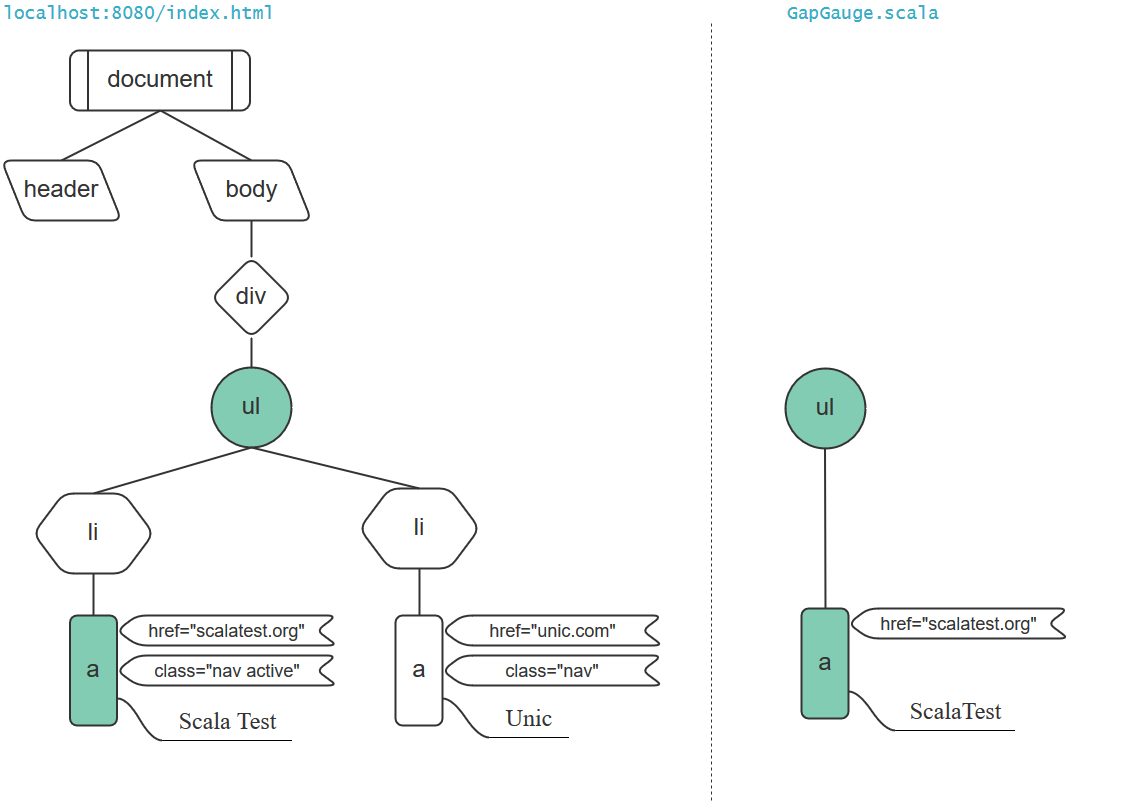 localhost:8080/index.html
GapGauge.scala
document
header
body
div
ul
ul
li
li
a
href="scalatest.org"
class="nav active"
Scala Test
a
href="unic.com"
class="nav"
Unic
a
href="scalatest.org"
ScalaTest